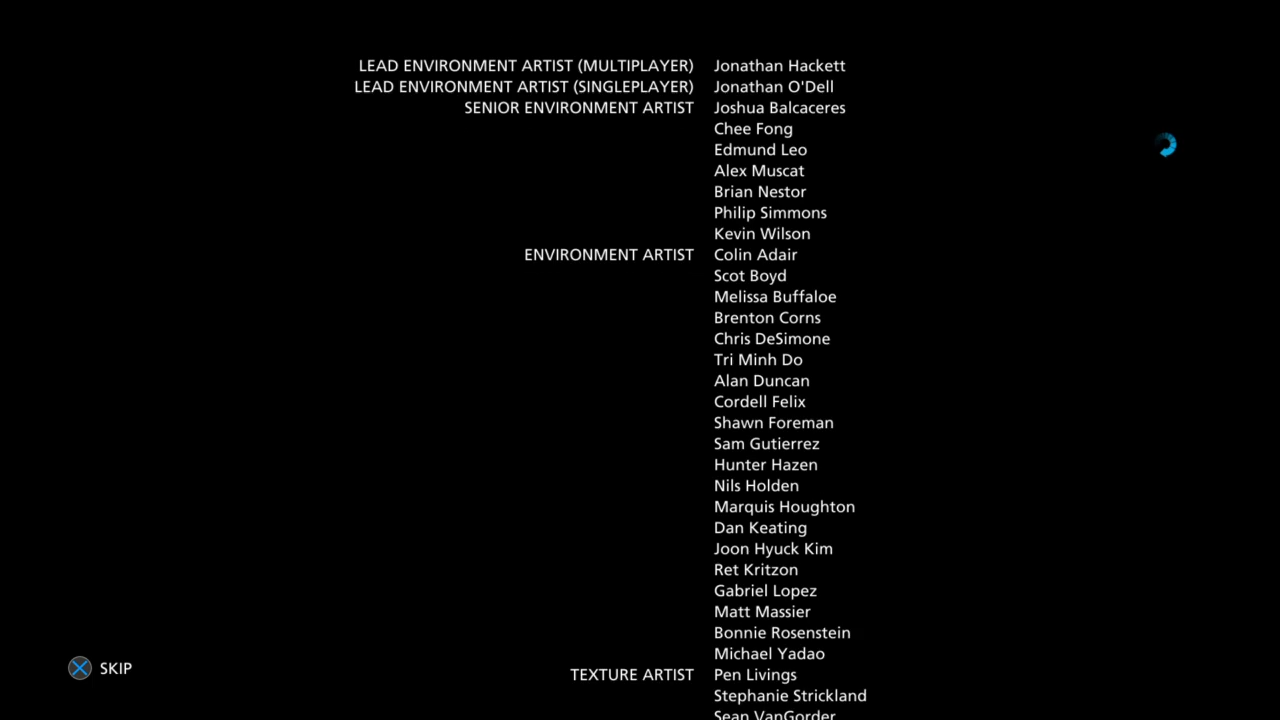 LEAD ENVIRONMENT ARTIST (MULTIPLAYER) Jonathan Hackett
LEAD ENVIRONMENT ARTIST (SINGLEPLAYER) Jonathan O'Dell
SENIOR ENVIRONMENT ARTIST Joshua Balcaceres
Chee Fong
Edmund Leo
Alex Muscat
Brian Nestor
Philip Simmons
Kevin Wilson
ENVIRONMENT ARTIST Colin Adair
Scot Boyd
Melissa Buffaloe
Brenton Corns
Chris DeSimone
Tri Minh Do
Alan Duncan
Cordell Felix
Shawn Foreman
Sam Gutierrez
Hunter Hazen
Nils Holden
Marquis Houghton
Dan Keating
Joon Hyuck Kim
Ret Kritzon
Gabriel Lopez
Matt Massier
Bonnie Rosenstein
Michael Yadao
SKIP
TEXTURE ARTIST Pen Livings
Stephanie Strickland
Sean VanGorder